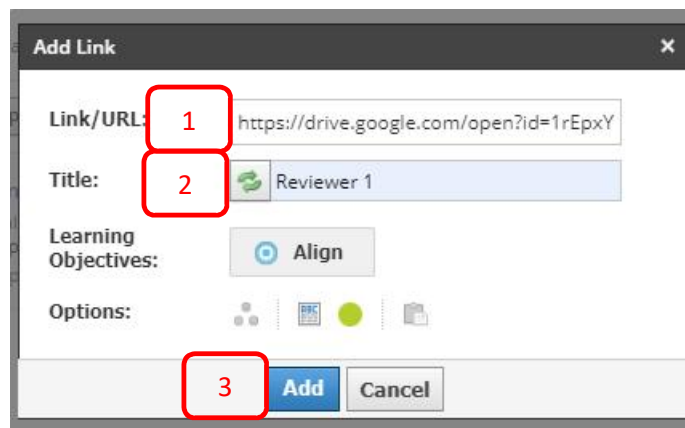 Add Link ×
Link/URL: 1 https://drive.google.com/open?id=1rEpxY
Title: 2 Reviewer 1
Learning
Objectives:
Align
Options:
3 Add Cancel